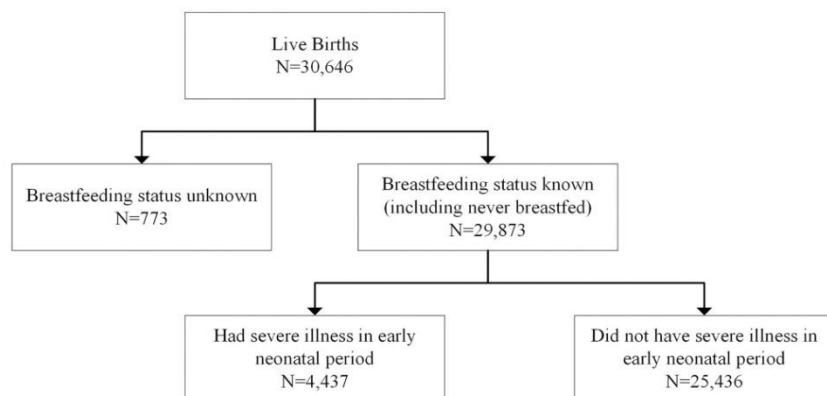 Live Births
N=30,646
Breastfeeding status unknown
N=773
Breastfeeding status known
(including never breastfed)
N=29,873
Had severe illness in early
neonatal period
N=4,437
Did not have severe illness in
early neonatal period
N=25,436